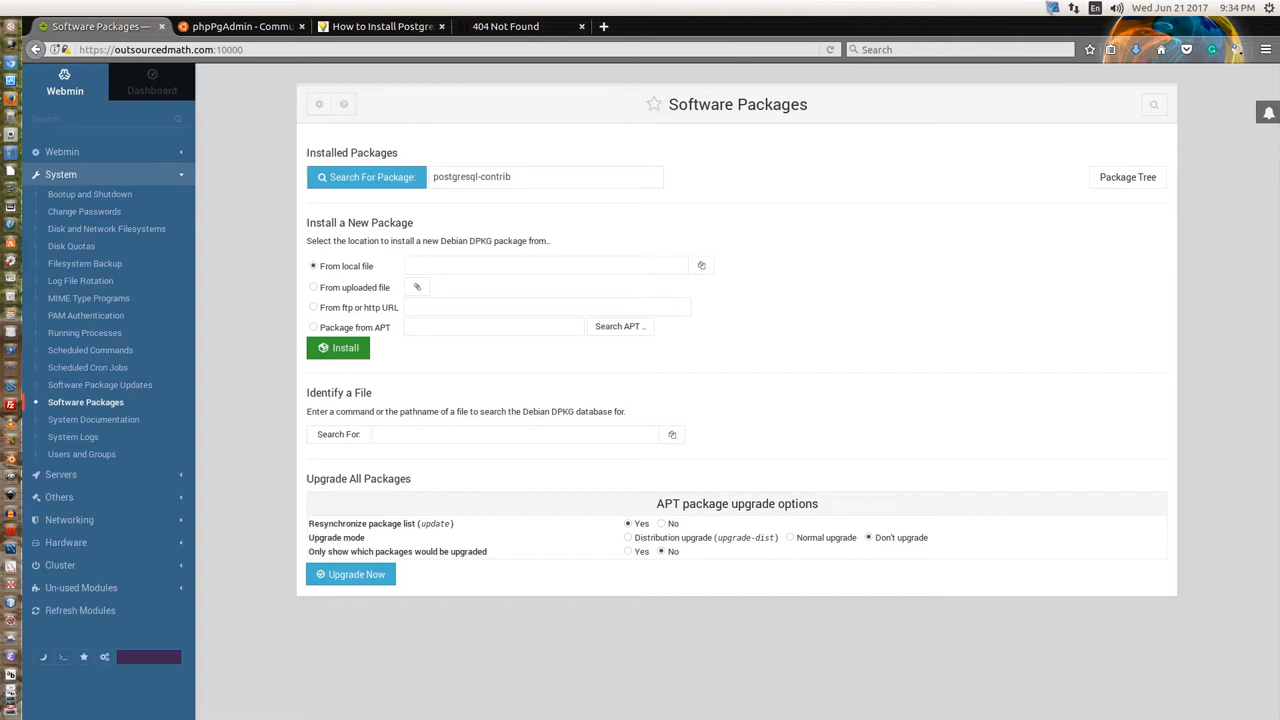 En Wed Jun 21 2017 9:34 PM
Software Packages — phpPgAdmin - Commu How to Install Postgre 404 Not Found
https://outsourcedmath.com:10000 Search
Webmin Dashboard
Search
Webmin
System
Bootup and Shutdown
Change Passwords
Disk and Network Filesystems
Disk Quotas
Filesystem Backup
Log File Rotation
MIME Type Programs
PAM Authentication
Running Processes
Scheduled Commands
Scheduled Cron Jobs
Software Package Updates
Software Packages
System Documentation
System Logs
Users and Groups
Servers
Others
Networking
Hardware
Cluster
Un-used Modules
Refresh Modules
Software Packages
Installed Packages
Search For Package: postgresql-contrib Package Tree
Install a New Package
Select the location to install a new Debian DPKG package from..
From local file
From uploaded file
From ftp or http URL
Package from APT Search APT ..
Install
Identify a File
Enter a command or the pathname of a file to search the Debian DPKG database for.
Search For:
Upgrade All Packages
APT package upgrade options
Resynchronize package list (update) Yes No
Upgrade mode Distribution upgrade (upgrade-dist) Normal upgrade Don't upgrade
Only show which packages would be upgraded Yes No
Upgrade Now